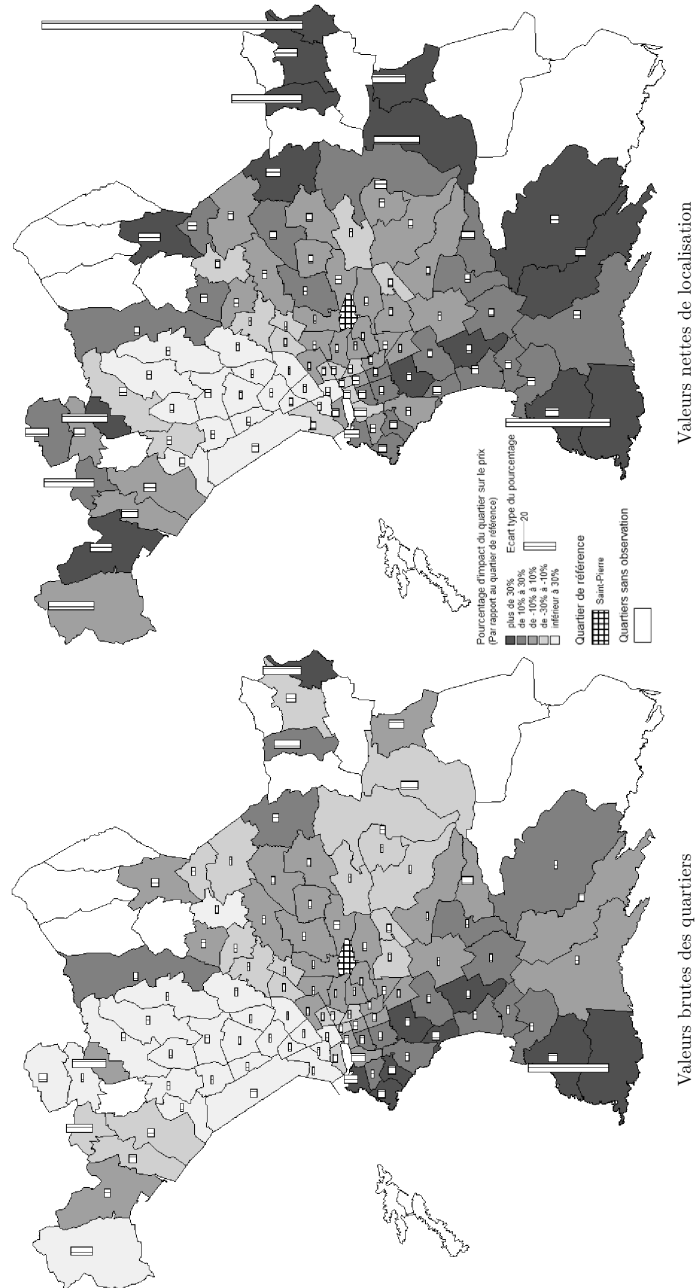 Valeurs nettes de localisation
Pourcentage d'impact du quartier sur le prix
(Par rapport au quartier de référence)
plus de 30%
de 10% à 30%
de -10% à 10%
de -30% à -10%
inférieur à 30%
Ecart type du pourcentage
20
Quartier de référence
Saint-Pierre
Quartiers sans observation
Valeurs brutes des quartiers